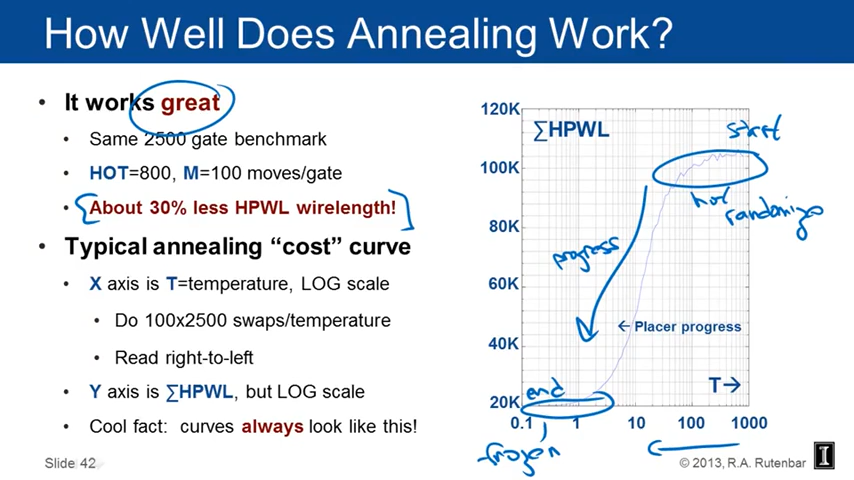 How Well Does Annealing Work?
• It works great
• Same 2500 gate benchmark
• HOT=800, M=100 moves/gate
• About 30% less HPWL wirelength!
• Typical annealing “cost” curve
• X axis is T=temperature, LOG scale
• Do 100x2500 swaps/temperature
• Read right-to-left
• Y axis is ∑HPWL, but LOG scale
• Cool fact: curves always look like this!
120K
∑HPWL
start
100K
hot
randomize
80K
progress
60K
← Placer progress
40K
T→
end
20K
0.1 1 10 100 1000
frozen
Slide 42
© 2013, R.A. Rutenbar
I